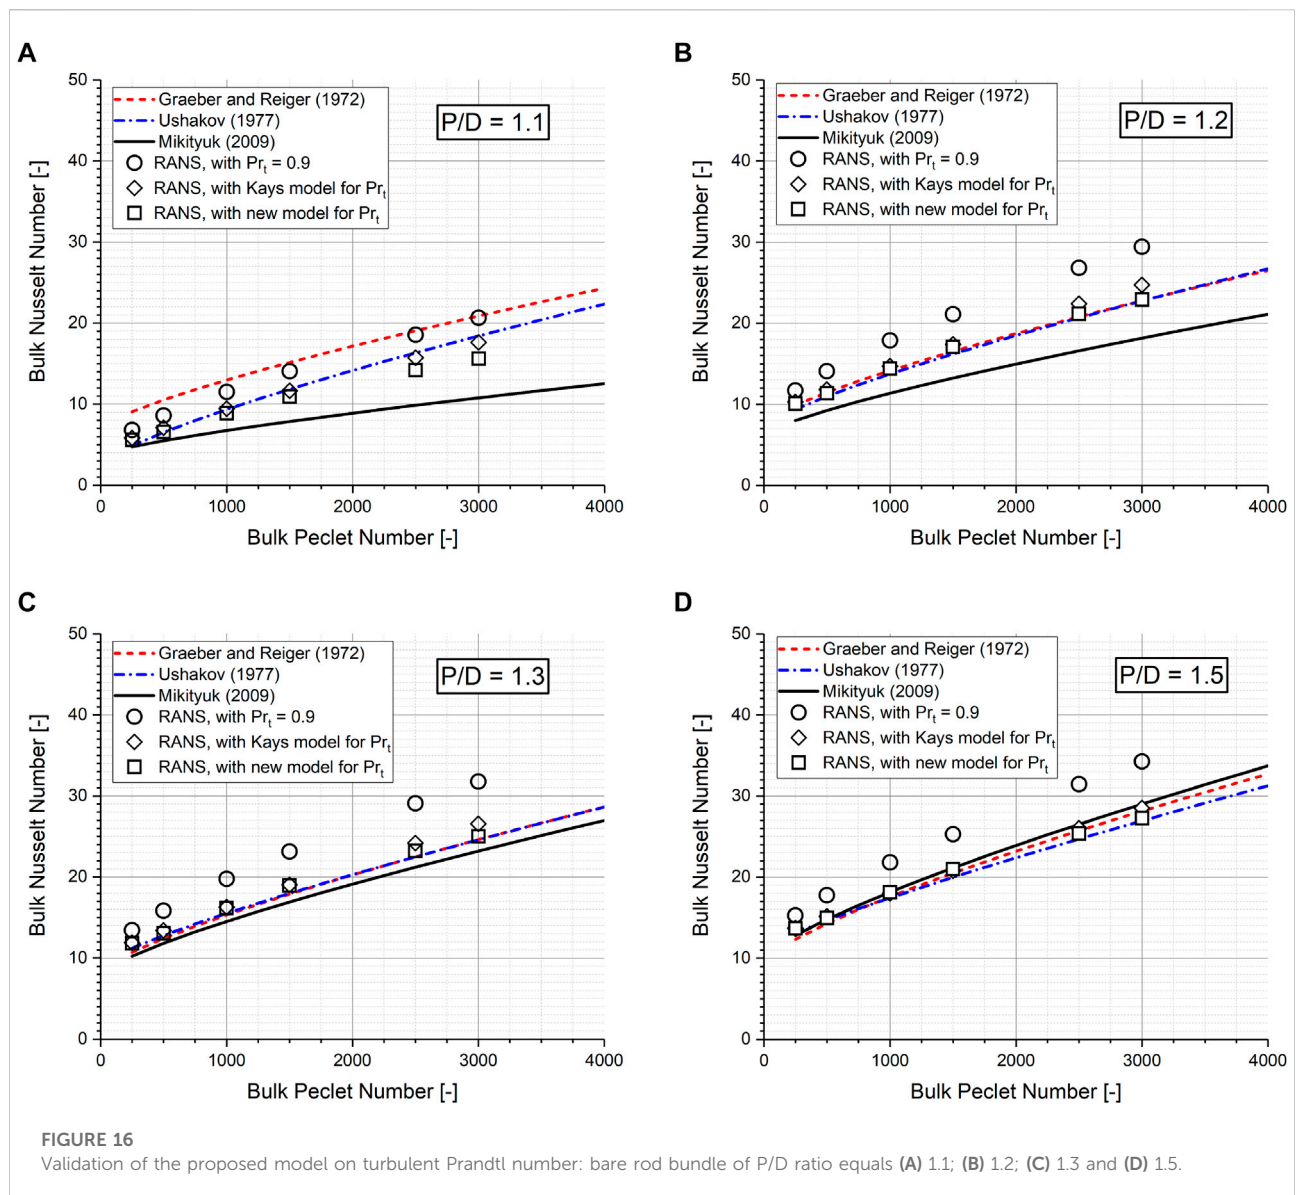 A
50
40
30
20
10
0
Bulk Nusselt Number [-]
Graeber and Reiger (1972)
Ushakov (1977)
Mikityuk (2009)
RANS, with Prt = 0.9
RANS, with Kays model for Prt
RANS, with new model for Prt
P/D = 1.1
0 1000 2000 3000 4000
Bulk Peclet Number [-]
B
50
40
30
20
10
0
Bulk Nusselt Number [-]
Graeber and Reiger (1972)
Ushakov (1977)
Mikityuk (2009)
RANS, with Prt = 0.9
RANS, with Kays model for Prt
RANS, with new model for Prt
P/D = 1.2
0 1000 2000 3000 4000
Bulk Peclet Number [-]
C
50
40
30
20
10
0
Bulk Nusselt Number [-]
Graeber and Reiger (1972)
Ushakov (1977)
Mikityuk (2009)
RANS, with Prt = 0.9
RANS, with Kays model for Prt
RANS, with new model for Prt
P/D = 1.3
0 1000 2000 3000 4000
Bulk Peclet Number [-]
D
50
40
30
20
10
0
Bulk Nusselt Number [-]
Graeber and Reiger (1972)
Ushakov (1977)
Mikityuk (2009)
RANS, with Prt = 0.9
RANS, with Kays model for Prt
RANS, with new model for Prt
P/D = 1.5
0 1000 2000 3000 4000
Bulk Peclet Number [-]
FIGURE 16
Validation of the proposed model on turbulent Prandtl number: bare rod bundle of P/D ratio equals (A) 1.1; (B) 1.2; (C) 1.3 and (D) 1.5.